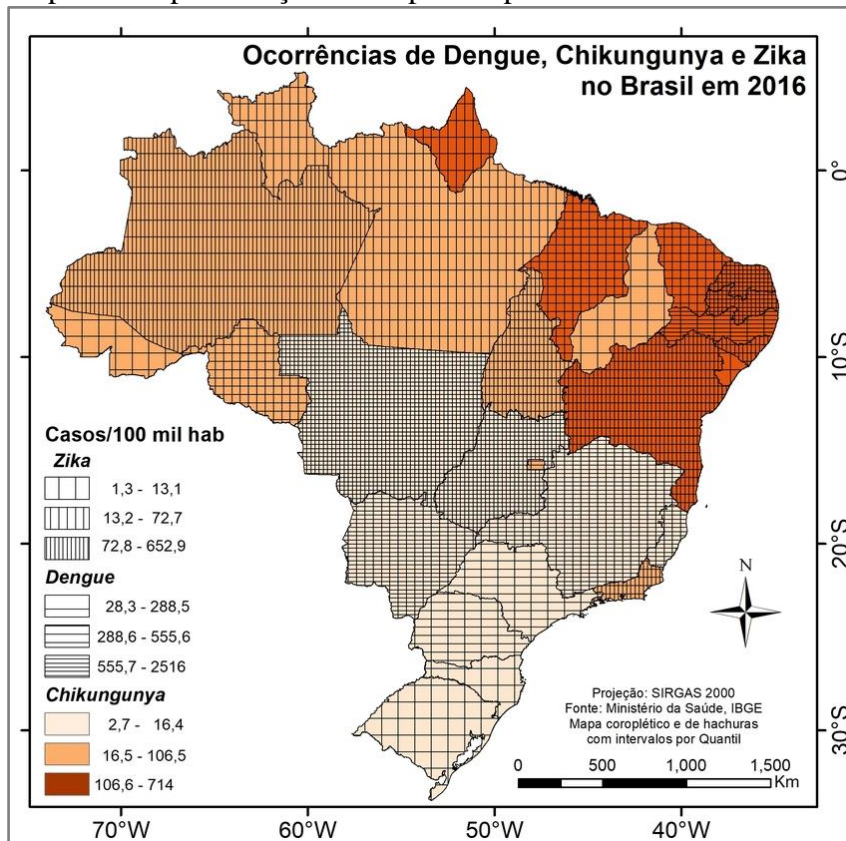 Ocorrências de Dengue, Chikungunya e Zika
no Brasil em 2016
0°
10°S
20°S
30°S
Casos/100 mil hab
Zika
1,3 - 13,1
13,2 - 72,7
72,8 - 652,9
Dengue
28,3 - 288,5
288,6 - 555,6
555,7 - 2516
Chikungunya
2,7 - 16,4
16,5 - 106,5
106,6 - 714
N
Projeção: SIRGAS 2000
Fonte: Ministério da Saúde, IBGE
Mapa coroplético e de hachuras
com intervalos por Quantil
0 500 1,000 1,500
Km
70°W 60°W 50°W 40°W